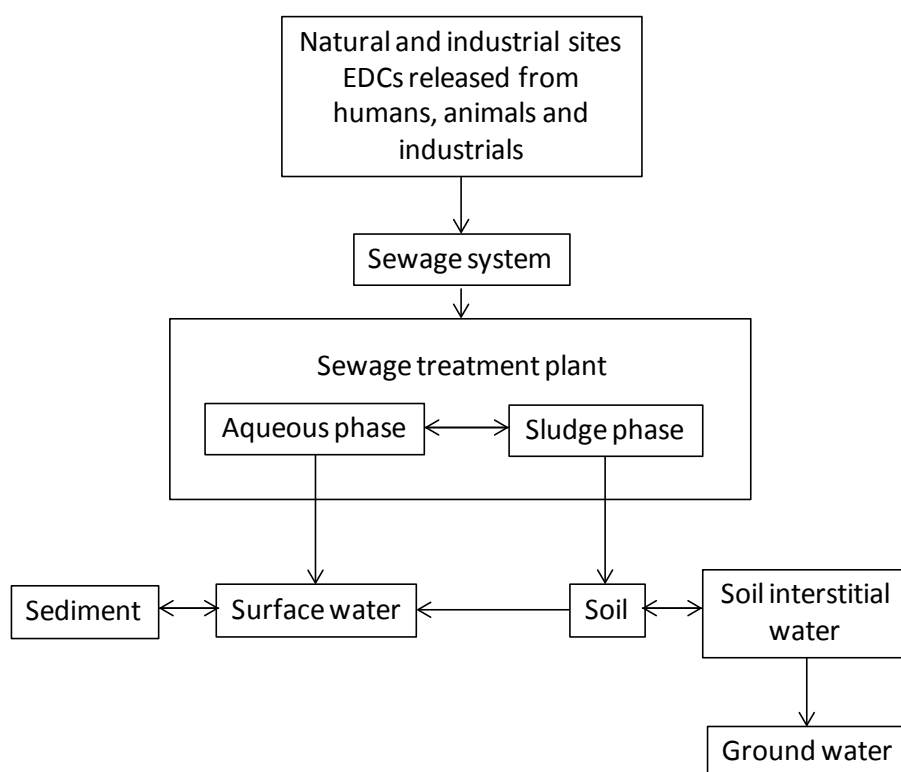 Natural and industrial sites
EDCs released from
humans, animals and
industrials
Sewage system
Sewage treatment plant
Aqueous phase
Sludge phase
Sediment
Surface water
Soil
Soil interstitial
water
Ground water